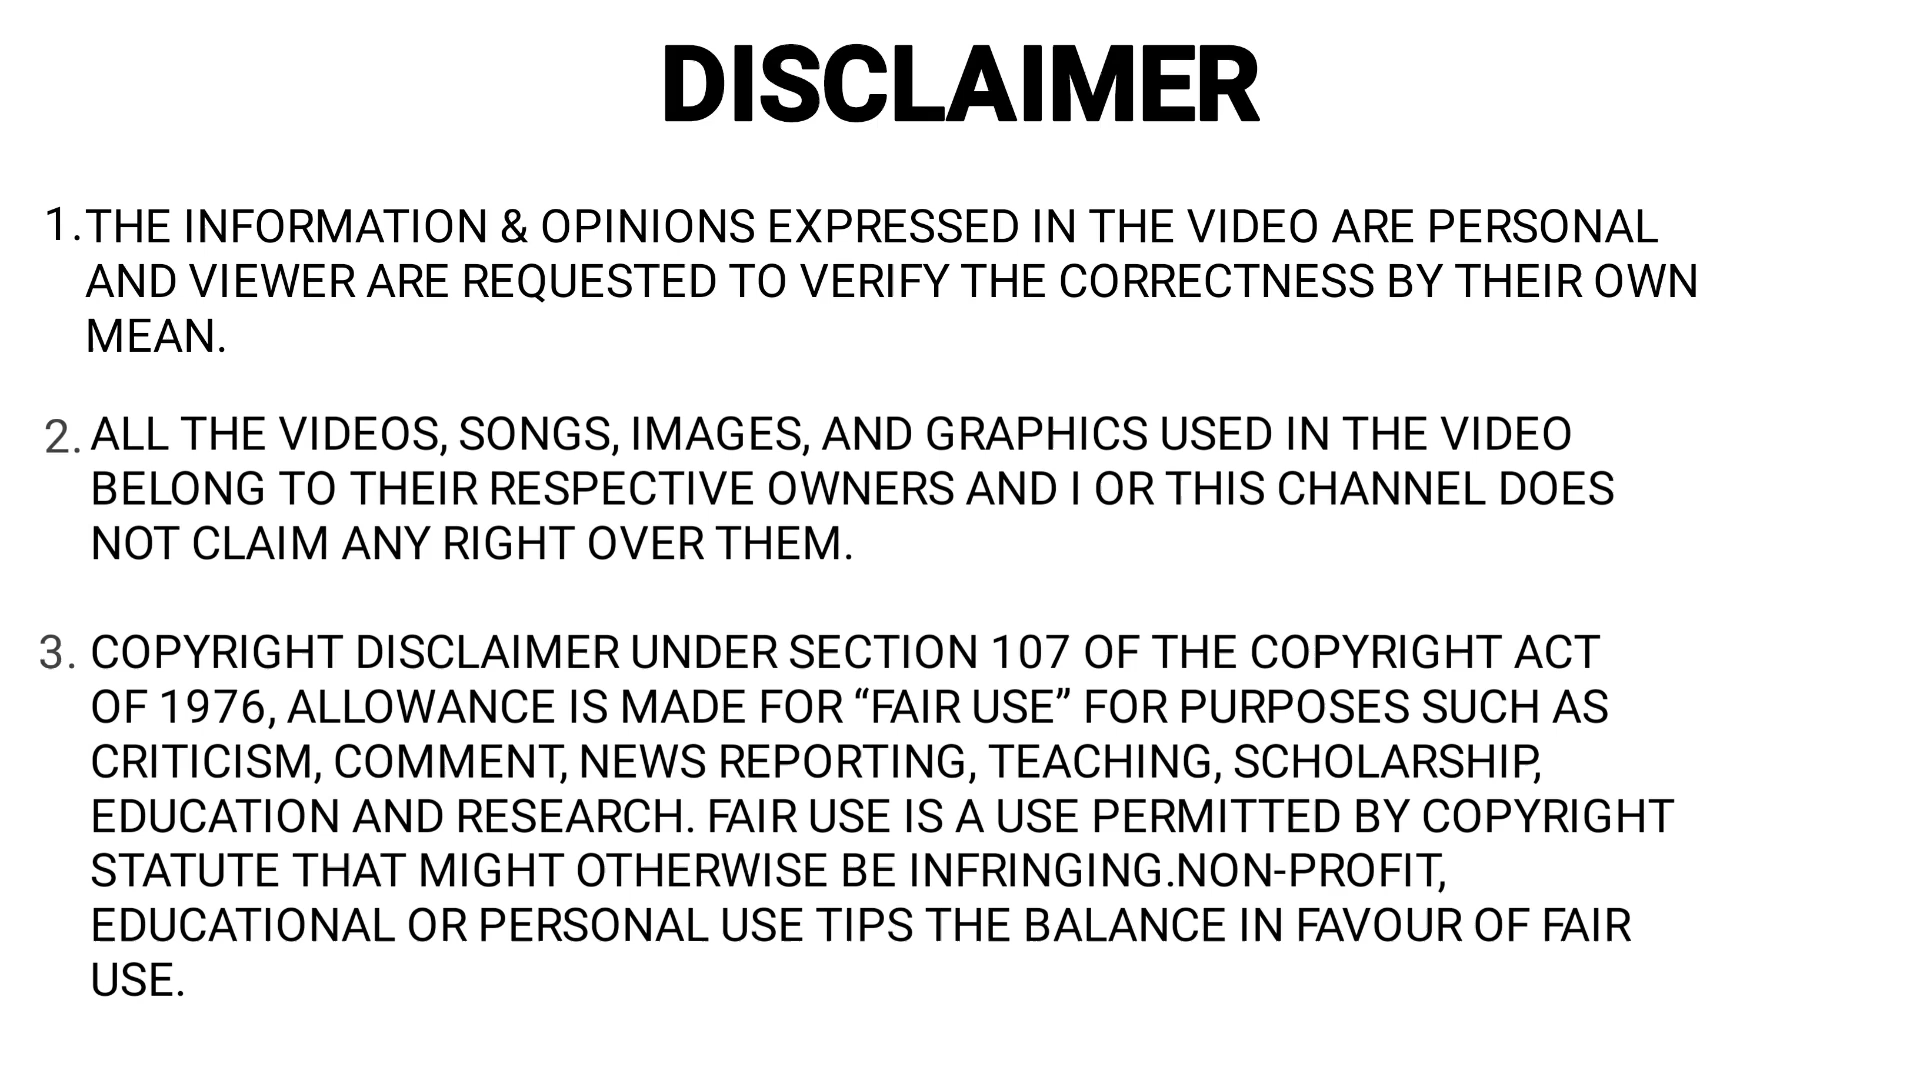 DISCLAIMER
1. THE INFORMATION & OPINIONS EXPRESSED IN THE VIDEO ARE PERSONAL
AND VIEWER ARE REQUESTED TO VERIFY THE CORRECTNESS BY THEIR OWN
MEAN.
2. ALL THE VIDEOS, SONGS, IMAGES, AND GRAPHICS USED IN THE VIDEO
BELONG TO THEIR RESPECTIVE OWNERS AND I OR THIS CHANNEL DOES
NOT CLAIM ANY RIGHT OVER THEM.
3. COPYRIGHT DISCLAIMER UNDER SECTION 107 OF THE COPYRIGHT ACT
OF 1976, ALLOWANCE IS MADE FOR “FAIR USE” FOR PURPOSES SUCH AS
CRITICISM, COMMENT, NEWS REPORTING, TEACHING, SCHOLARSHIP,
EDUCATION AND RESEARCH. FAIR USE IS A USE PERMITTED BY COPYRIGHT
STATUTE THAT MIGHT OTHERWISE BE INFRINGING.NON-PROFIT,
EDUCATIONAL OR PERSONAL USE TIPS THE BALANCE IN FAVOUR OF FAIR
USE.